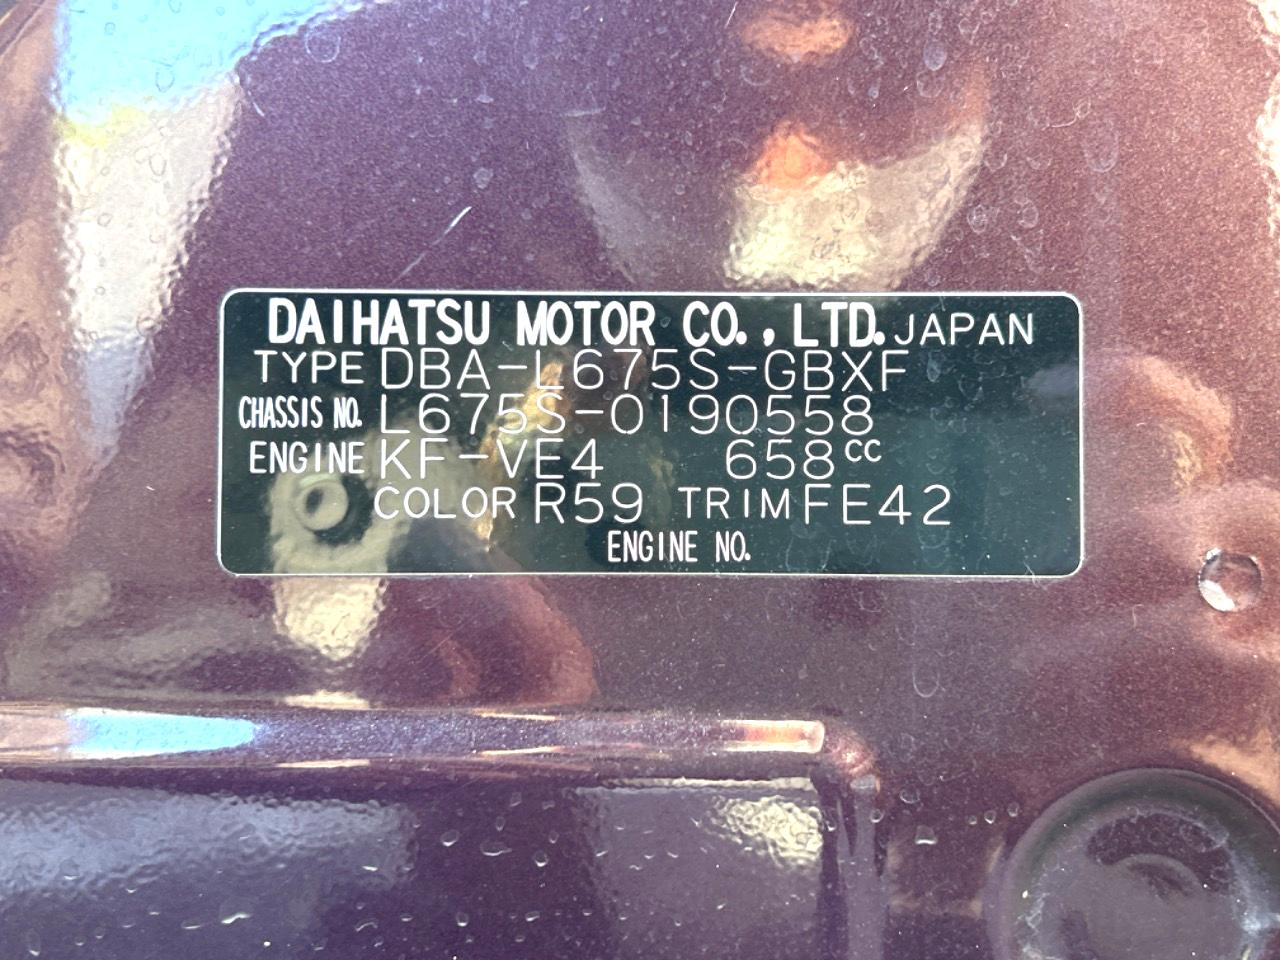 DAIHATSU MOTOR CO., LTD. JAPAN
TYPE DBA-L675S-GBXF
CHASSIS NO. L675S-0190558
ENGINE KF-VE4 658cc
COLOR R59 TRIM FE42
ENGINE NO.